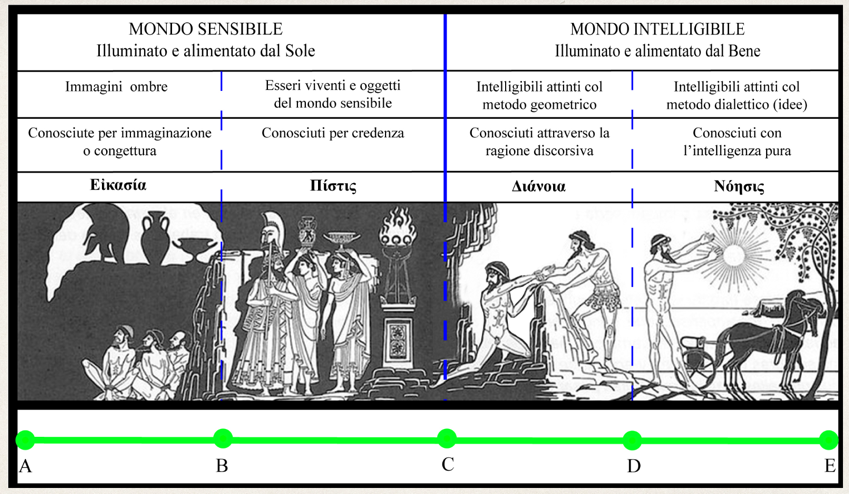 MONDO SENSIBILE
Illuminato e alimentato dal Sole
MONDO INTELLIGIBILE
Illuminato e alimentato dal Bene
Immagini ombre
Esseri viventi e oggetti
del mondo sensibile
Intelligibili attinti col
metodo geometrico
Intelligibili attinti col
metodo dialettico (idee)
Conosciute per immaginazione
o congettura
Conosciuti per credenza
Conosciuti attraverso la
ragione discorsiva
Conosciuti con
l’intelligenza pura
Εἰκασία
Πίστις
Διάνοια
Νόησις
A
B
C
D
E